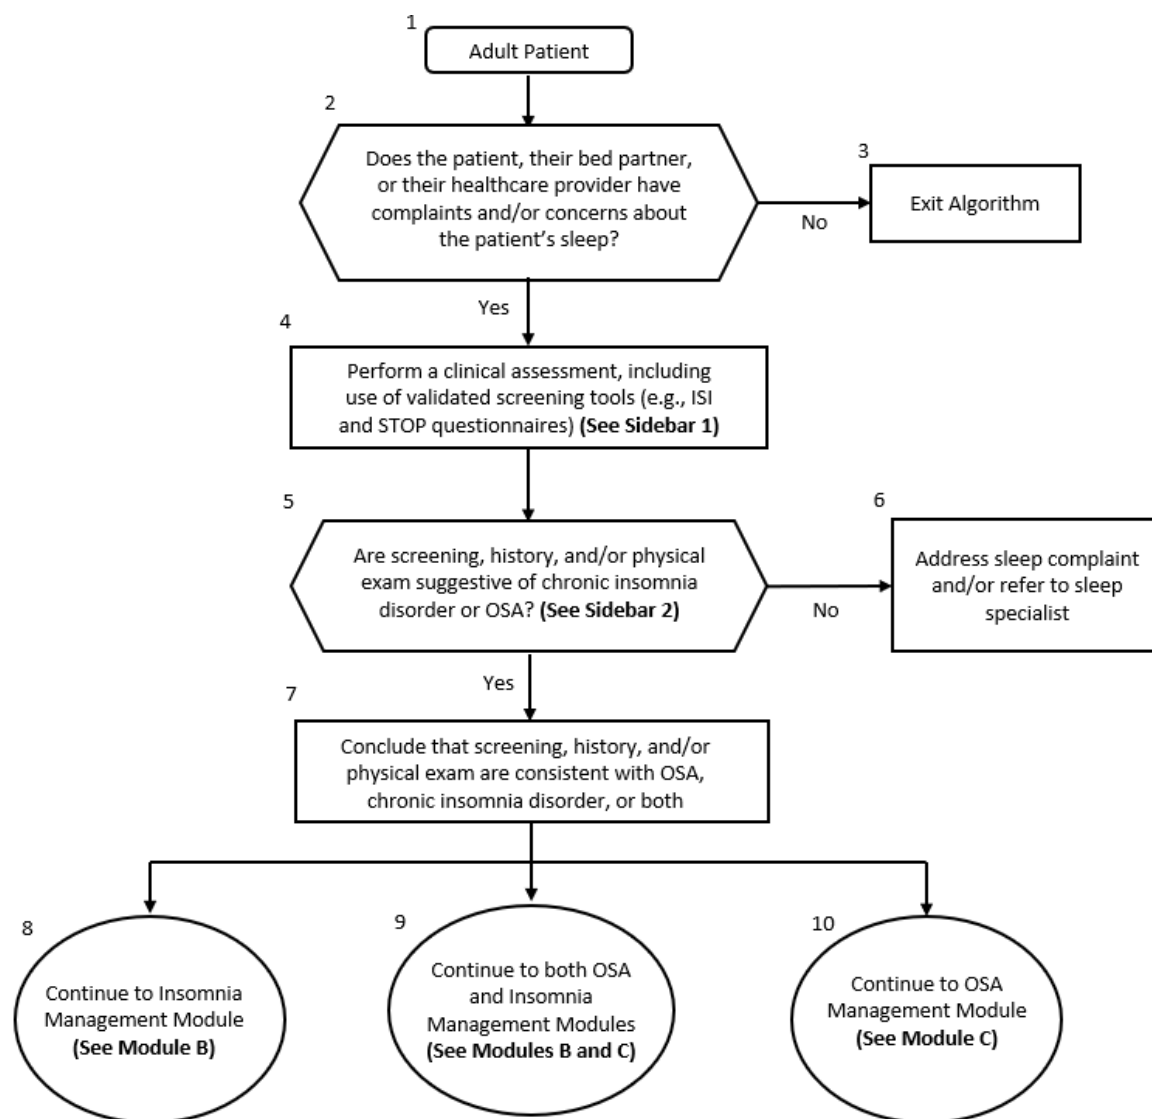 1
Adult Patient
2
Does the patient, their bed partner,
or their healthcare provider have
complaints and/or concerns about
the patient’s sleep?
No
3
Exit Algorithm
Yes
4
Perform a clinical assessment, including
use of validated screening tools (e.g., ISI
and STOP questionnaires) (See Sidebar 1)
5
Are screening, history, and/or physical
exam suggestive of chronic insomnia
disorder or OSA? (See Sidebar 2)
No
6
Address sleep complaint
and/or refer to sleep
specialist
Yes
7
Conclude that screening, history, and/or
physical exam are consistent with OSA,
chronic insomnia disorder, or both
8
Continue to Insomnia
Management Module
(See Module B)
9
Continue to both OSA
and Insomnia
Management Modules
(See Modules B and C)
10
Continue to OSA
Management Module
(See Module C)